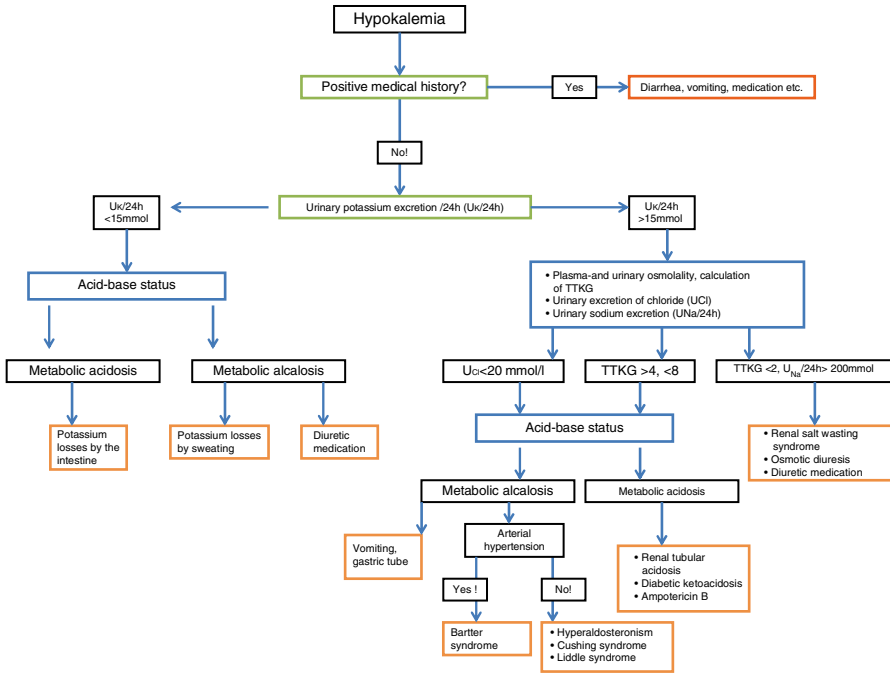 Hypokalemia
Positive medical history?
Yes
Diarrhea, vomiting, medication etc.
No!
Uк/24h
<15mmol
Urinary potassium excretion /24h (Uк/24h)
Uк/24h
>15mmol
Acid-base status
• Plasma-and urinary osmolality, calculation
of TTKG
• Urinary excretion of chloride (UCl)
• Urinary sodium excretion (UNa/24h)
Metabolic acidosis
Metabolic alcalosis
UCl<20 mmol/l
TTKG >4, <8
TTKG <2, UNa/24h> 200mmol
Potassium
losses by the
intestine
Potassium losses
by sweating
Diuretic
medication
Acid-base status
• Renal salt wasting
syndrome
• Osmotic diuresis
• Diuretic medication
Metabolic alcalosis
Metabolic acidosis
Vomiting,
gastric tube
Arterial
hypertension
• Renal tubular
acidosis
• Diabetic ketoacidosis
• Ampotericin B
Yes !
No!
Bartter
syndrome
• Hyperaldosteronism
• Cushing syndrome
• Liddle syndrome